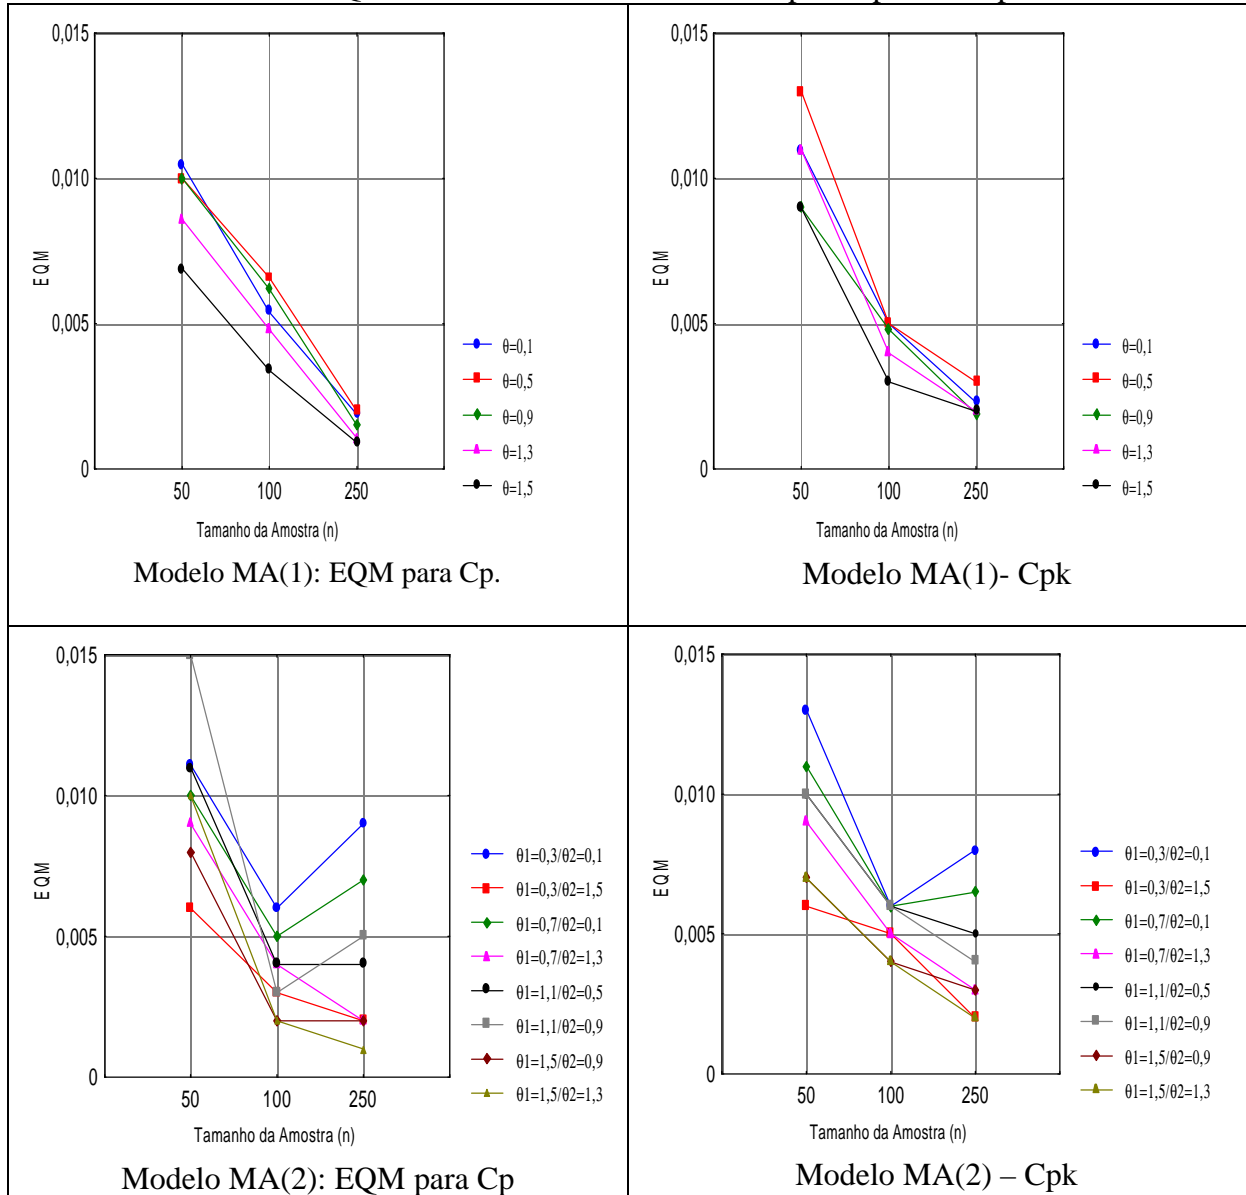 0,015
0,010
0,005
0
EQM
50 100 250
Tamanho da Amostra (n)
θ=0,1
θ=0,5
θ=0,9
θ=1,3
θ=1,5
Modelo MA(1): EQM para Cp.
0,015
0,010
0,005
0
EQM
50 100 250
Tamanho da Amostra (n)
θ=0,1
θ=0,5
θ=0,9
θ=1,3
θ=1,5
Modelo MA(1)- Cpk
0,015
0,010
0,005
0
EQM
50 100 250
Tamanho da Amostra (n)
θ1=0,3/θ2=0,1
θ1=0,3/θ2=1,5
θ1=0,7/θ2=0,1
θ1=0,7/θ2=1,3
θ1=1,1/θ2=0,5
θ1=1,1/θ2=0,9
θ1=1,5/θ2=0,9
θ1=1,5/θ2=1,3
Modelo MA(2): EQM para Cp
0,015
0,010
0,005
0
EQM
50 100 250
Tamanho da Amostra (n)
θ1=0,3/θ2=0,1
θ1=0,3/θ2=1,5
θ1=0,7/θ2=0,1
θ1=0,7/θ2=1,3
θ1=1,1/θ2=0,5
θ1=1,1/θ2=0,9
θ1=1,5/θ2=0,9
θ1=1,5/θ2=1,3
Modelo MA(2) – Cpk